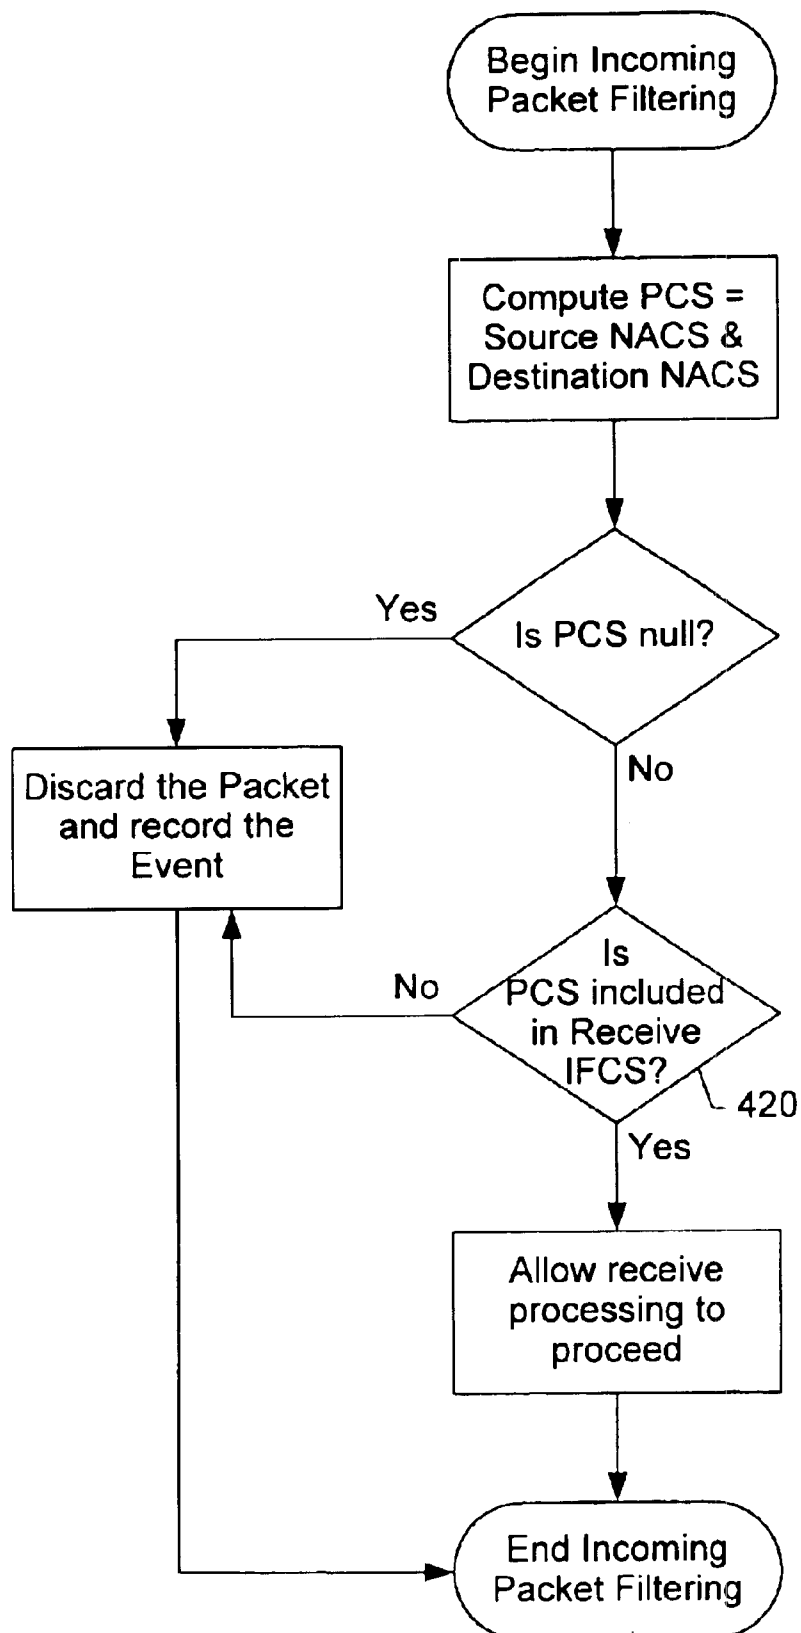 Begin Incoming
Packet Filtering
Compute PCS =
Source NACS &
Destination NACS
Yes
Is PCS null?
No
Discard the Packet
and record the
Event
No
Is
PCS included
in Receive
IFCS?
420
Yes
Allow receive
processing to
proceed
End Incoming
Packet Filtering